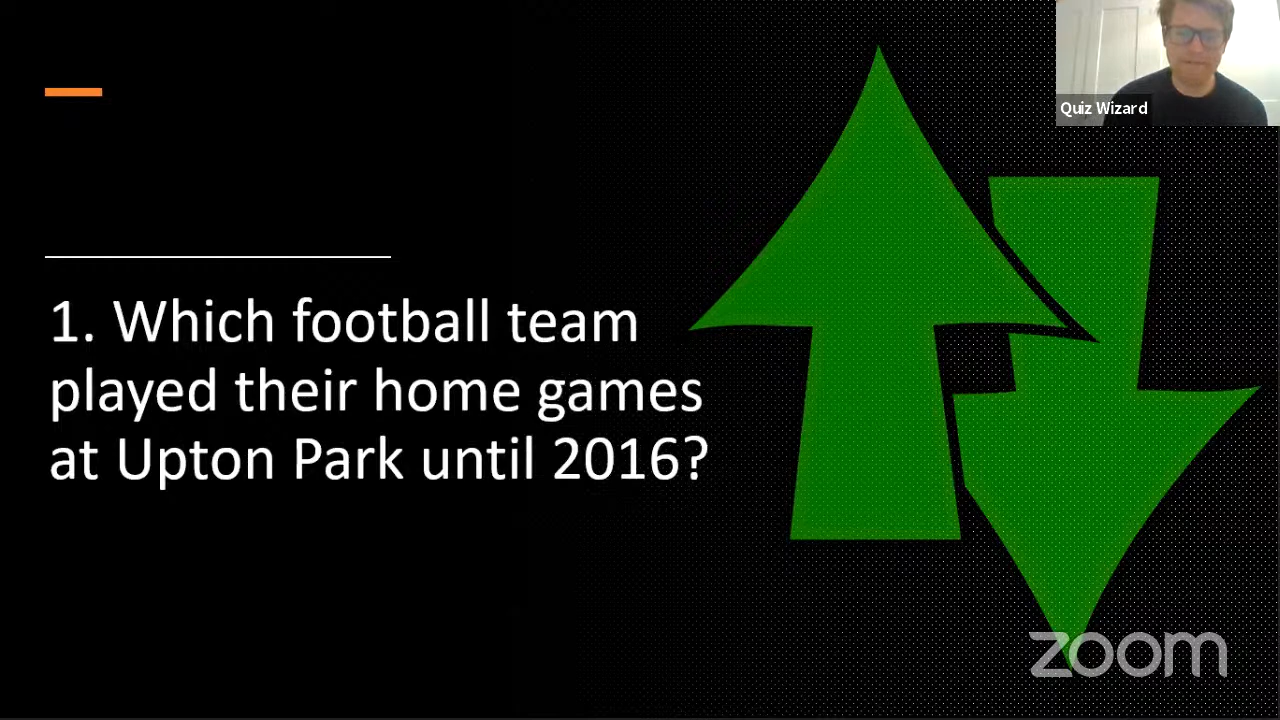 Quiz Wizard
1. Which football team
played their home games
at Upton Park until 2016?
zoom